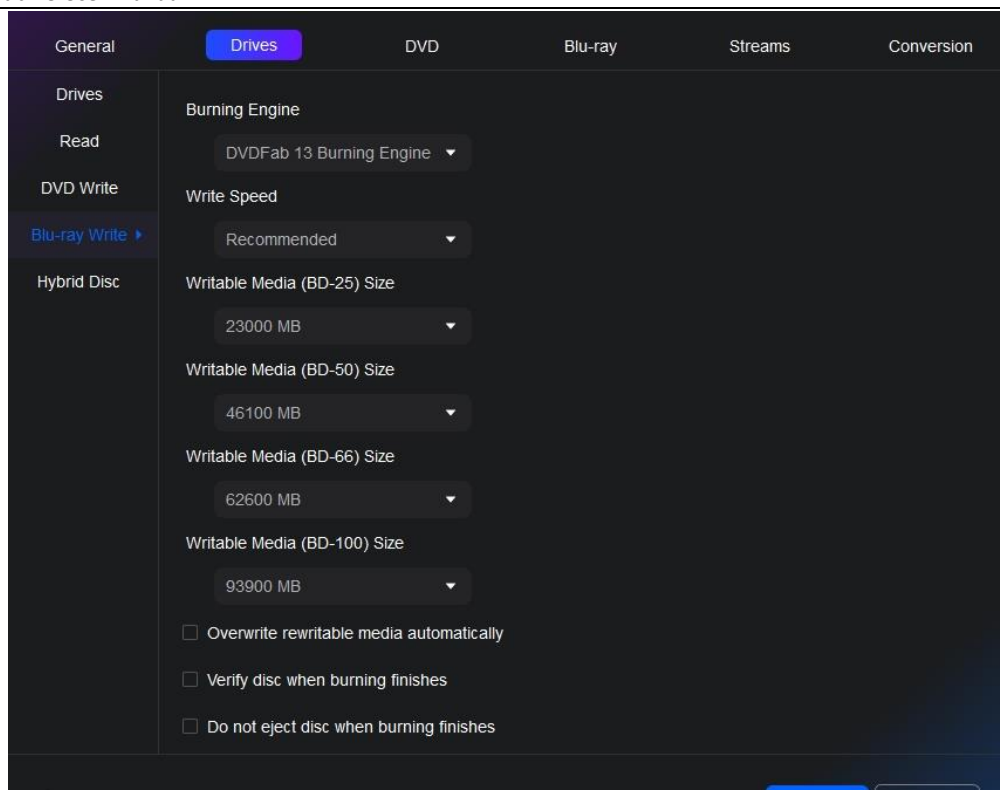 General Drives DVD Blu-ray Streams Conversion
Drives
Read
DVD Write
Blu-ray Write
Hybrid Disc
Burning Engine
DVDFab 13 Burning Engine
Write Speed
Recommended
Writable Media (BD-25) Size
23000 MB
Writable Media (BD-50) Size
46100 MB
Writable Media (BD-66) Size
62600 MB
Writable Media (BD-100) Size
93900 MB
Overwrite rewritable media automatically
Verify disc when burning finishes
Do not eject disc when burning finishes